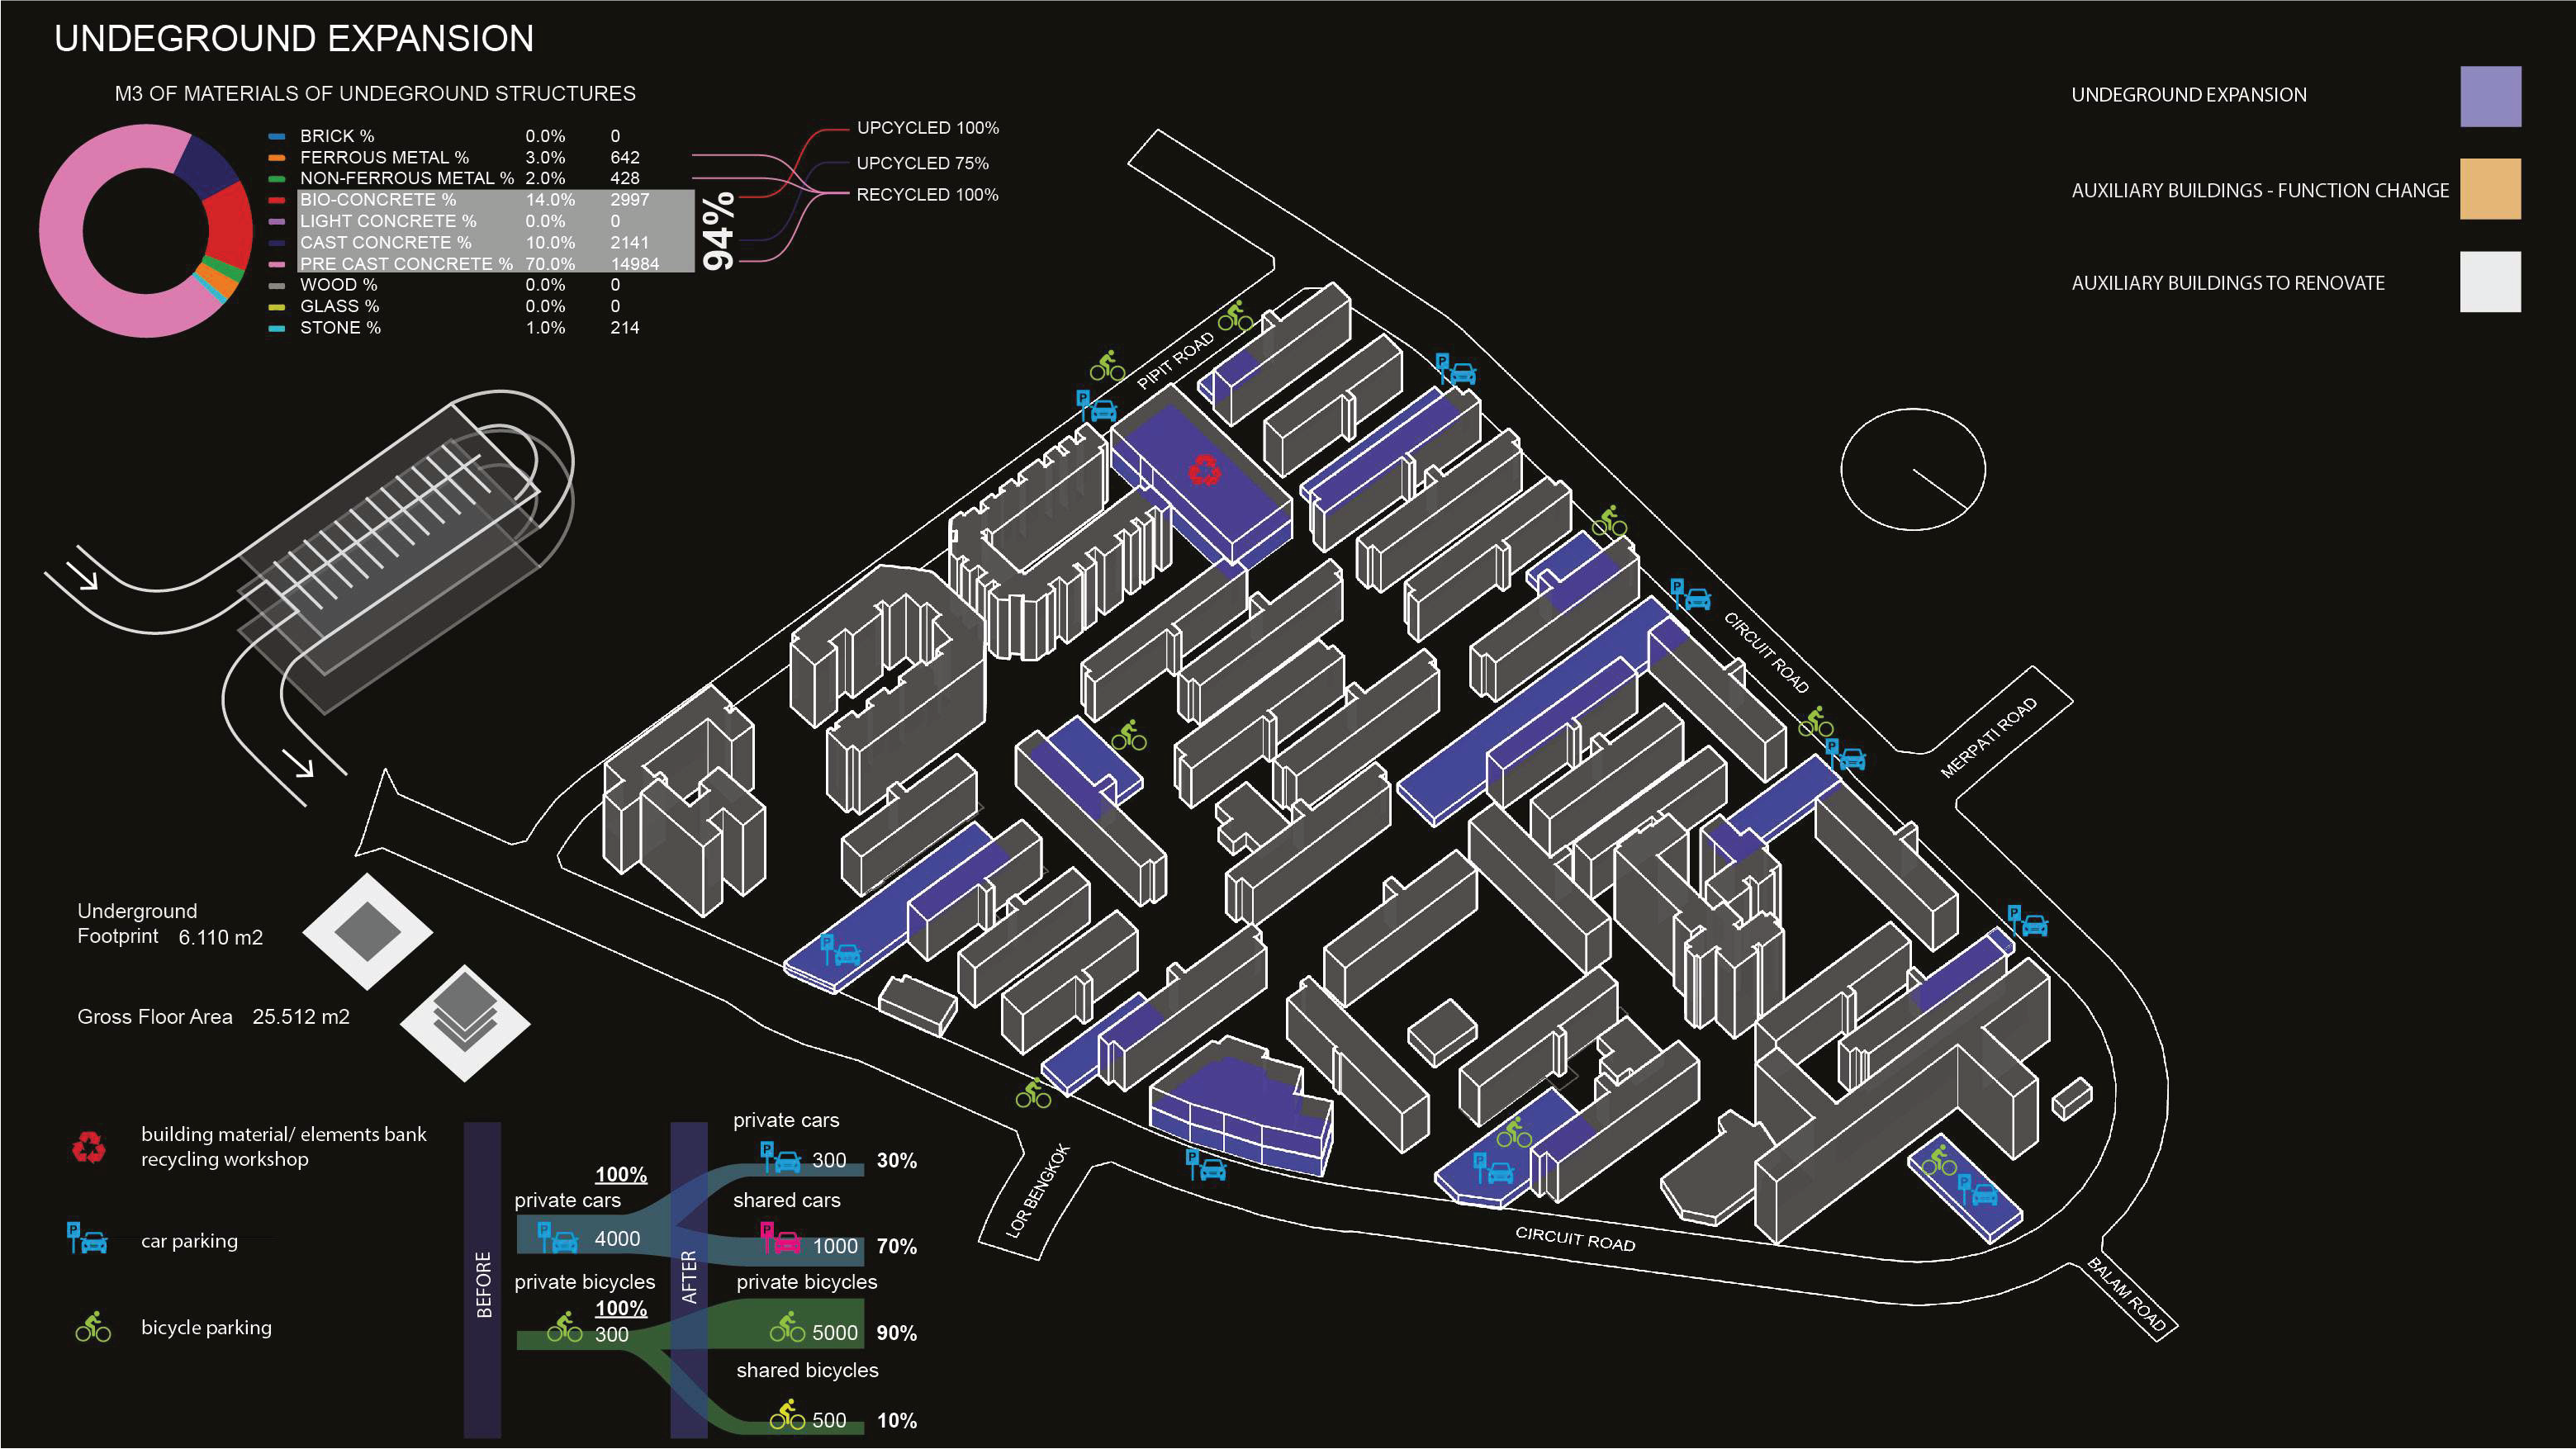 UNDEGROUND EXPANSION
M3 OF MATERIALS OF UNDEGROUND STRUCTURES
BRICK % 0.0% 0
FERROUS METAL % 3.0% 642
NON-FERROUS METAL % 2.0% 428
BIO-CONCRETE % 14.0% 2997
LIGHT CONCRETE % 0.0% 0
CAST CONCRETE % 10.0% 2141
PRE CAST CONCRETE % 70.0% 14984
WOOD % 0.0% 0
GLASS % 0.0% 0
STONE % 1.0% 214
94%
UPCYCLED 100%
UPCYCLED 75%
RECYCLED 100%
UNDEGROUND EXPANSION
AUXILIARY BUILDINGS - FUNCTION CHANGE
AUXILIARY BUILDINGS TO RENOVATE
PIPIT ROAD
CIRCUIT ROAD
MERPATI ROAD
LOR BENGKOK
CIRCUIT ROAD
BALAM ROAD
P
P
P
P
P
P
P
P
P
Underground
Footprint 6.110 m2
Gross Floor Area 25.512 m2
building material/ elements bank
recycling workshop
P
car parking
bicycle parking
BEFORE
100%
private cars
P
4000
private bicycles
100%
300
AFTER
private cars
P
300 30%
shared cars
P
1000 70%
private bicycles
5000 90%
shared bicycles
500 10%